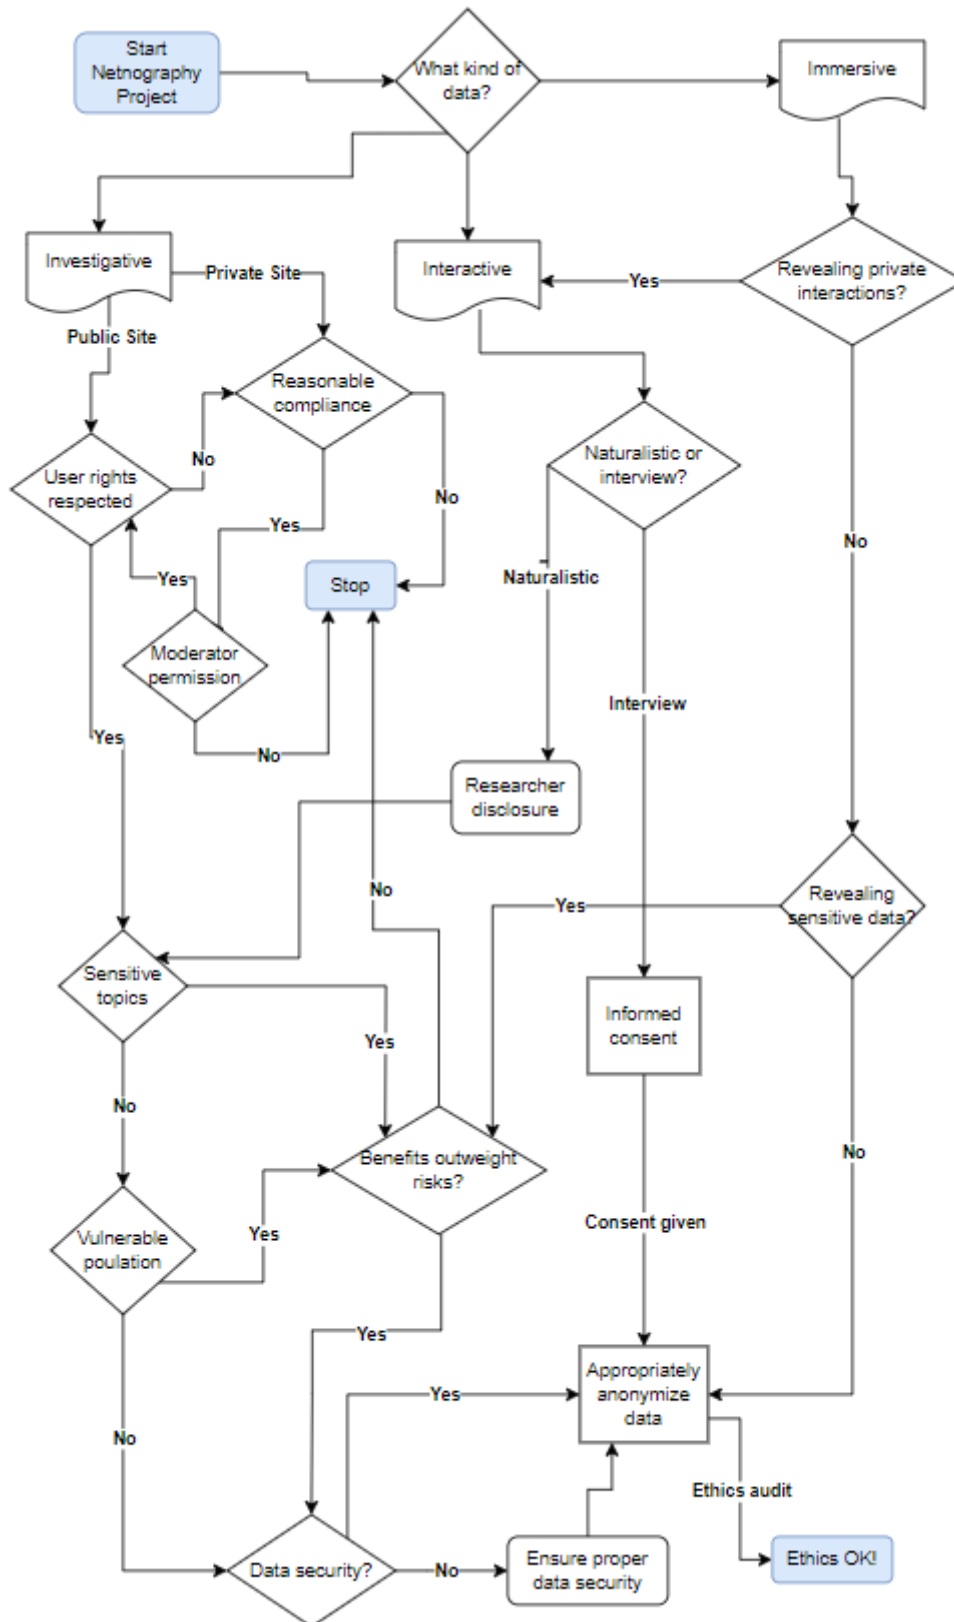 Start
Netnography
Project
What kind of
data?
Immersive
Investigative
Private Site
Interactive
Yes
Revealing private
interactions?
Public Site
Reasonable
compliance
User rights
respected
No
Naturalistic or
interview?
No
Yes
No
Yes
Stop
Naturalistic
Moderator
permission
Interview
Yes
No
Researcher
disclosure
No
Yes
Revealing
sensitive data?
Sensitive
topics
Informed
consent
Yes
No
Benefits outweight
risks?
No
Vulnerable
poulation
Yes
Consent given
Yes
Appropriately
anonymize
data
Yes
No
Ethics audit
Data security?
No
Ensure proper
data security
Ethics OK!